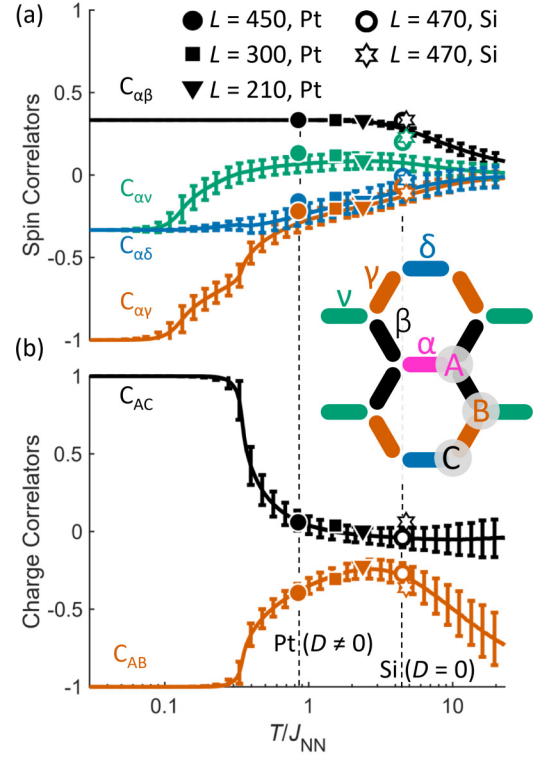 (a)
L = 450, Pt
L = 470, Si
L = 300, Pt
L = 470, Si
L = 210, Pt
Spin Correlators
0.5
0
-0.5
-1
Cαβ
Cαν
Cαδ
Cαγ
δ
γ
ν
β
α
A
B
C
(b)
Charge Correlators
1
0.5
0
-0.5
-1
CAC
CAB
Pt (D ≠ 0)
Si (D = 0)
0.1
1
10
T/JNN